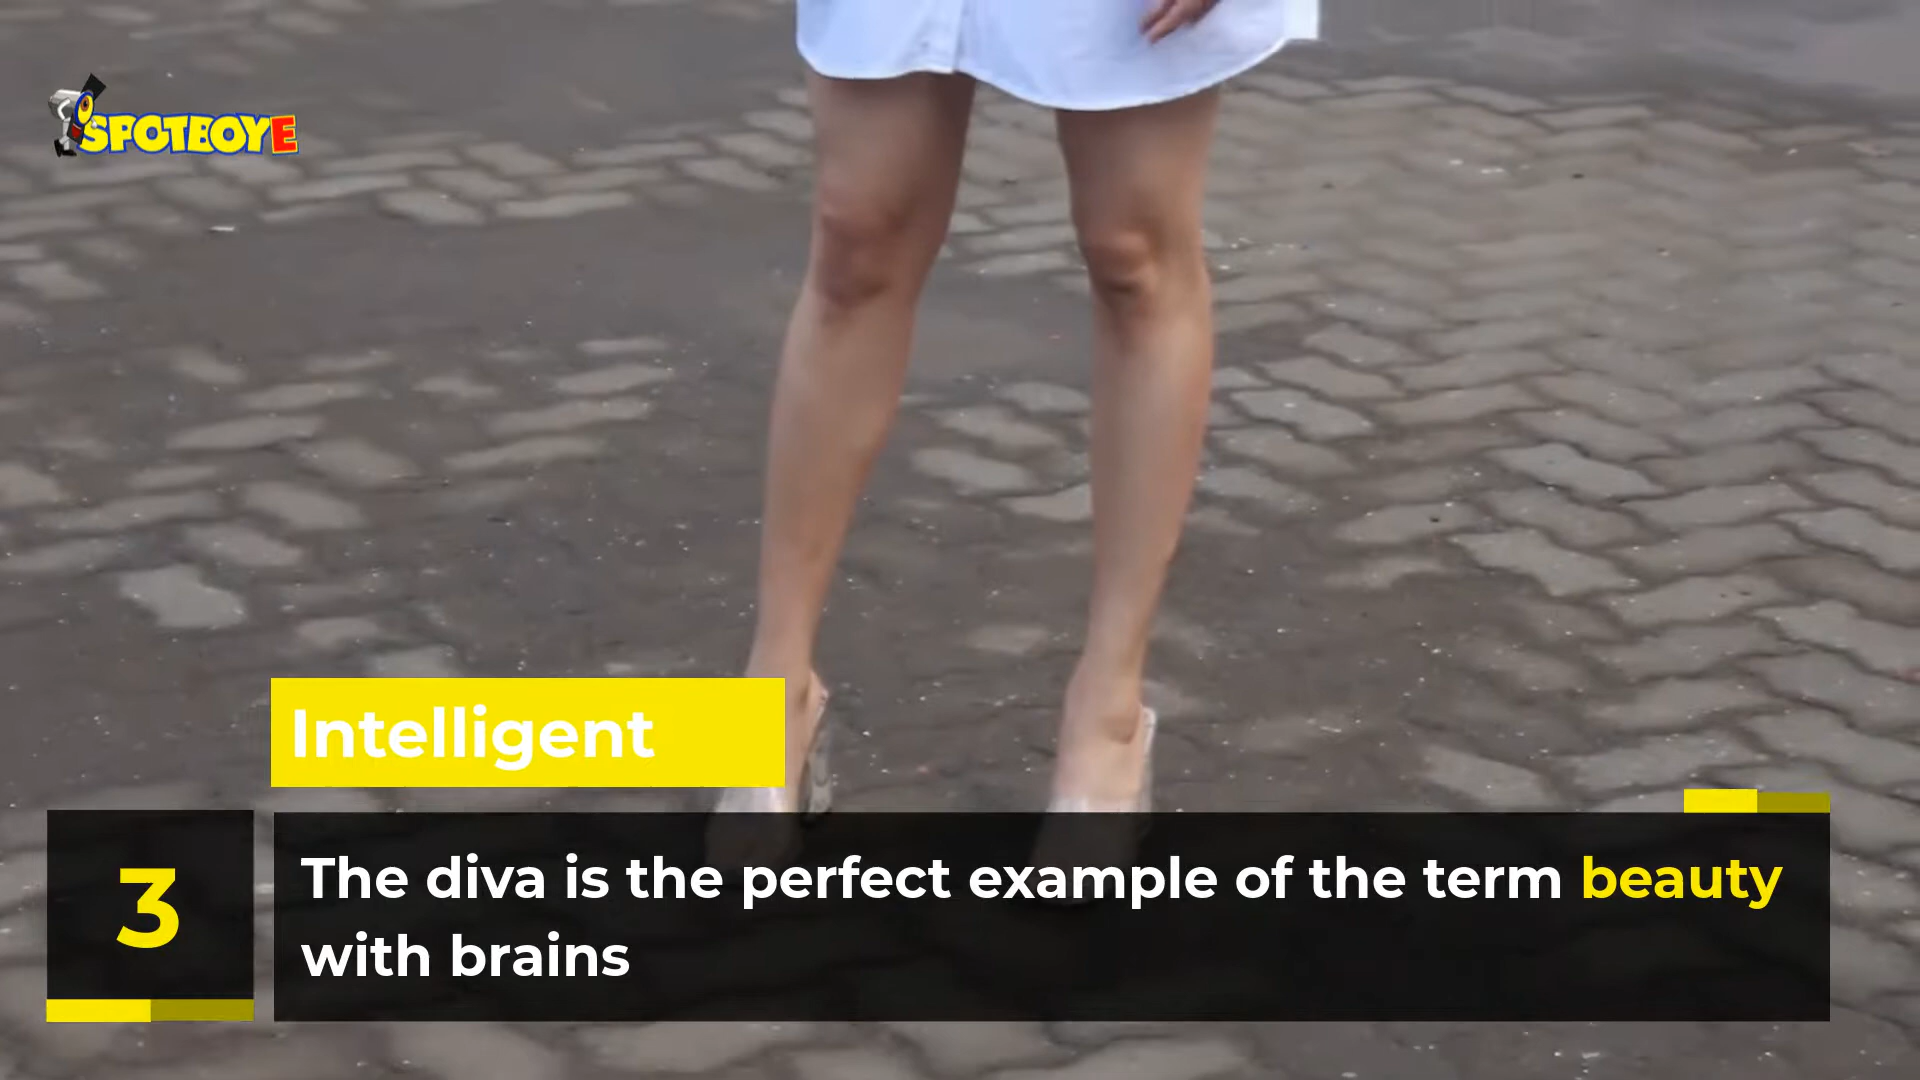 SPOTBOYE
Intelligent
3
The diva is the perfect example of the term beauty
with brains